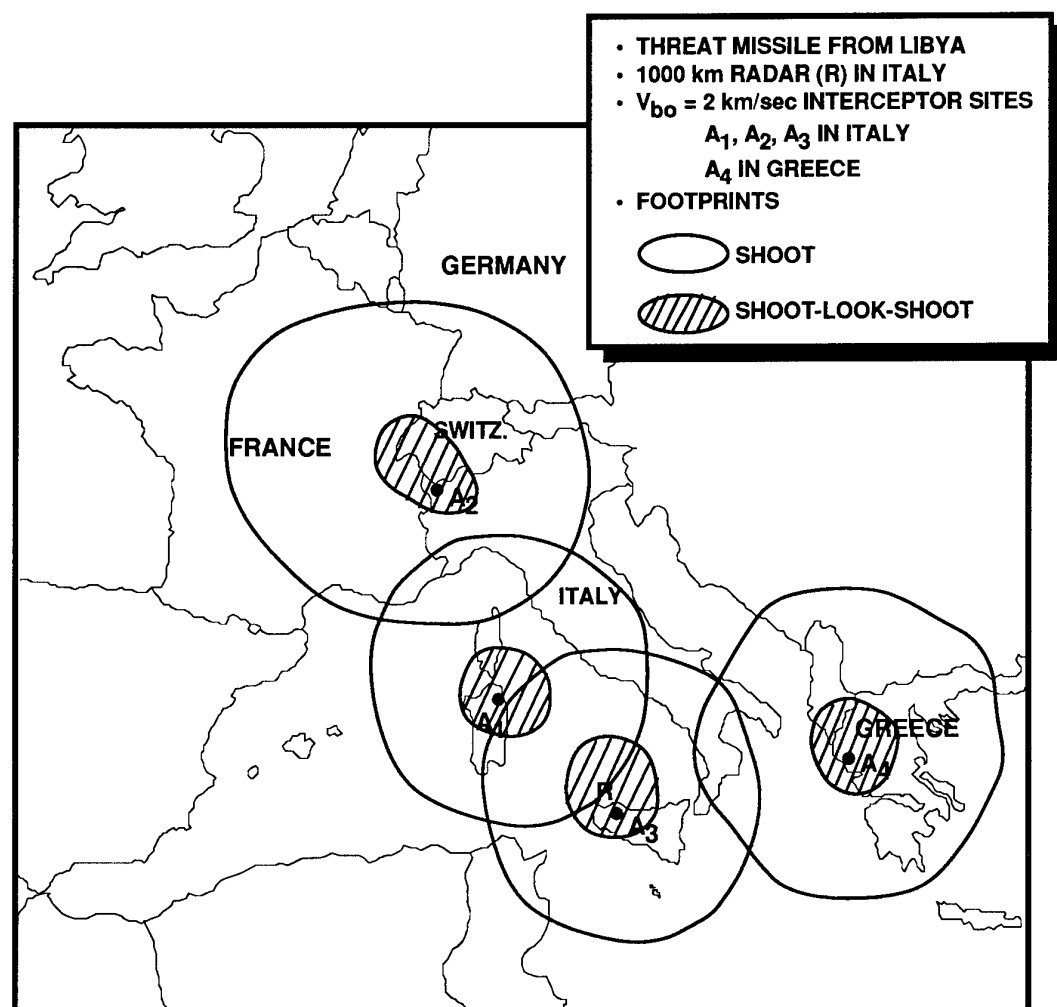 • THREAT MISSILE FROM LIBYA
• 1000 km RADAR (R) IN ITALY
• Vbo = 2 km/sec INTERCEPTOR SITES
A1, A2, A3 IN ITALY
A4 IN GREECE
• FOOTPRINTS
SHOOT
SHOOT-LOOK-SHOOT
GERMANY
SWITZ.
FRANCE
A2
ITALY
A1
GREECE
A4
R
A3